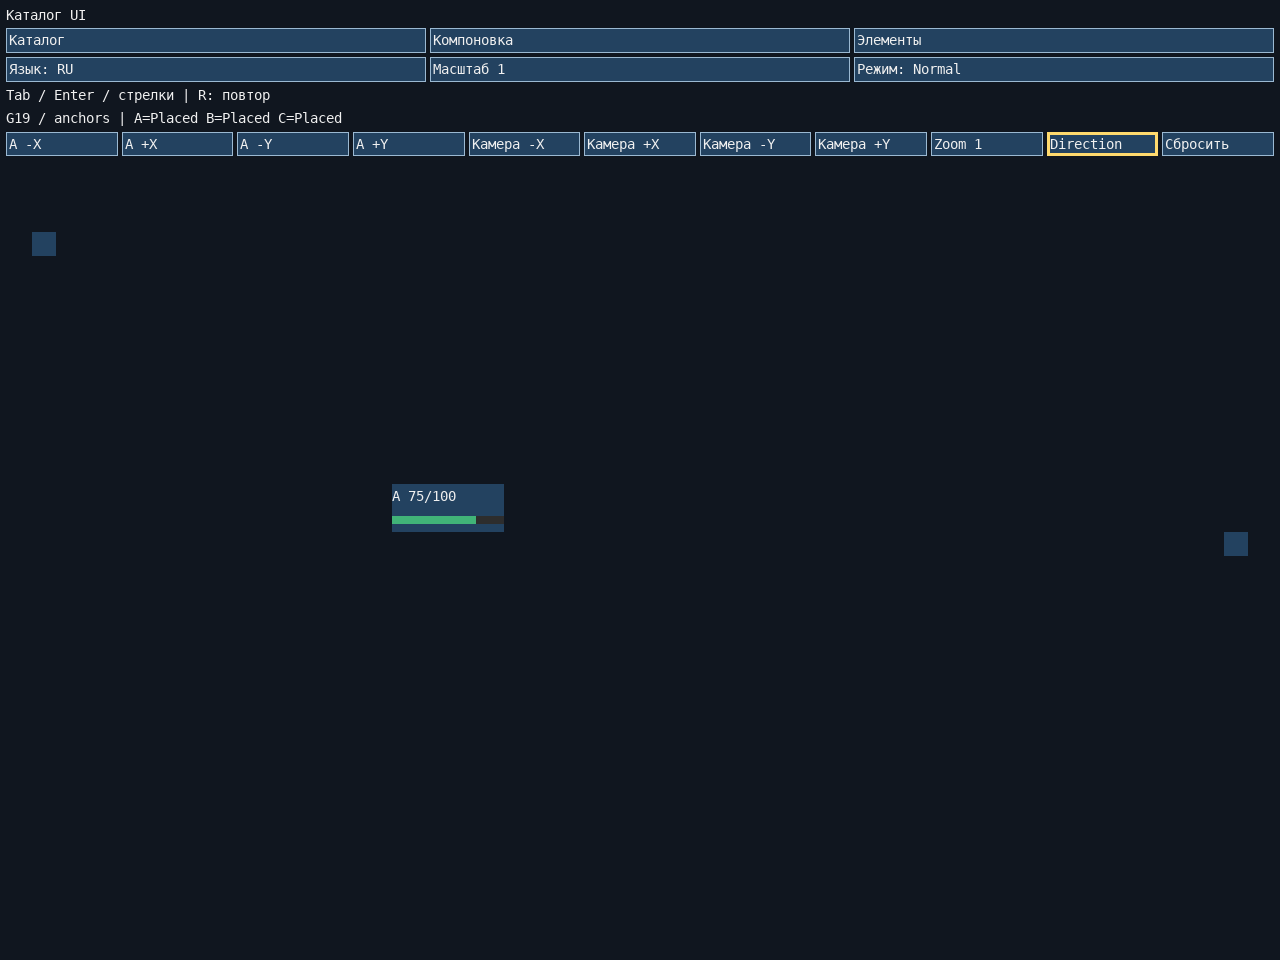 Каталог UI
Каталог Компоновка Элементы
Язык: RU Масштаб 1 Режим: Normal
Tab / Enter / стрелки | R: повтор
G19 / anchors | A=Placed B=Placed C=Placed
A -X A +X A -Y A +Y Камера -X Камера +X Камера -Y Камера +Y Zoom 1 Direction Сбросить
A 75/100